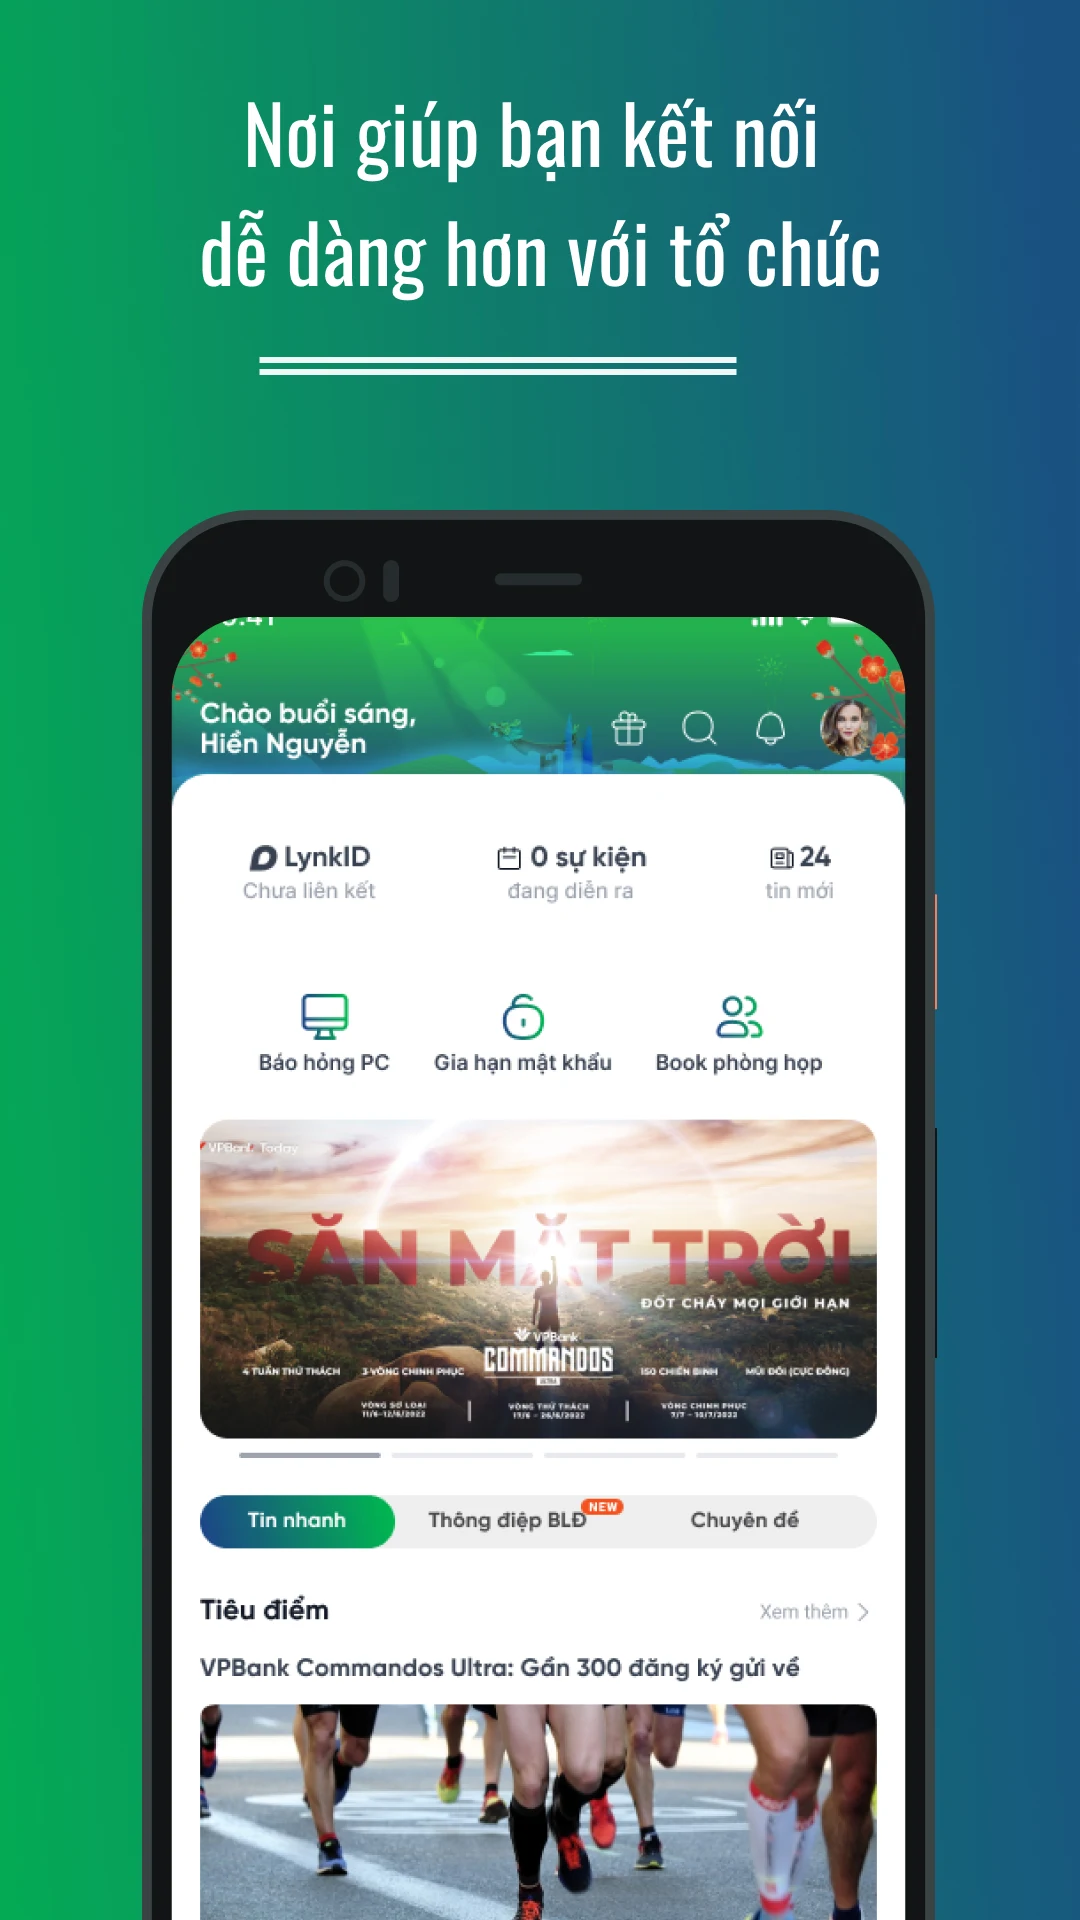 Nơi giúp bạn kết nối
dễ dàng hơn với tổ chức
Chào buổi sáng,
Hiền Nguyễn
LynkID
Chưa liên kết
0 sự kiện
đang diễn ra
24
tin mới
Báo hỏng PC
Gia hạn mật khẩu
Book phòng họp
VPBank Today
SĂN MẶT TRỜI
ĐỐT CHÁY MỌI GIỚI HẠN
VPBank
COMMANDOS
ULTRA
4 TUẦN THỬ THÁCH
3 VÒNG CHINH PHỤC
150 CHIẾN BINH
MŨI ĐÔI (CỰC ĐÔNG)
VÒNG SƠ LOẠI
11/6-12/6/2022
VÒNG THỬ THÁCH
17/6 - 26/6/2022
VÒNG CHINH PHỤC
7/7 - 10/7/2022
Tin nhanh
Thông điệp BLĐ
NEW
Chuyên đề
Tiêu điểm
Xem thêm
VPBank Commandos Ultra: Gần 300 đăng ký gửi về